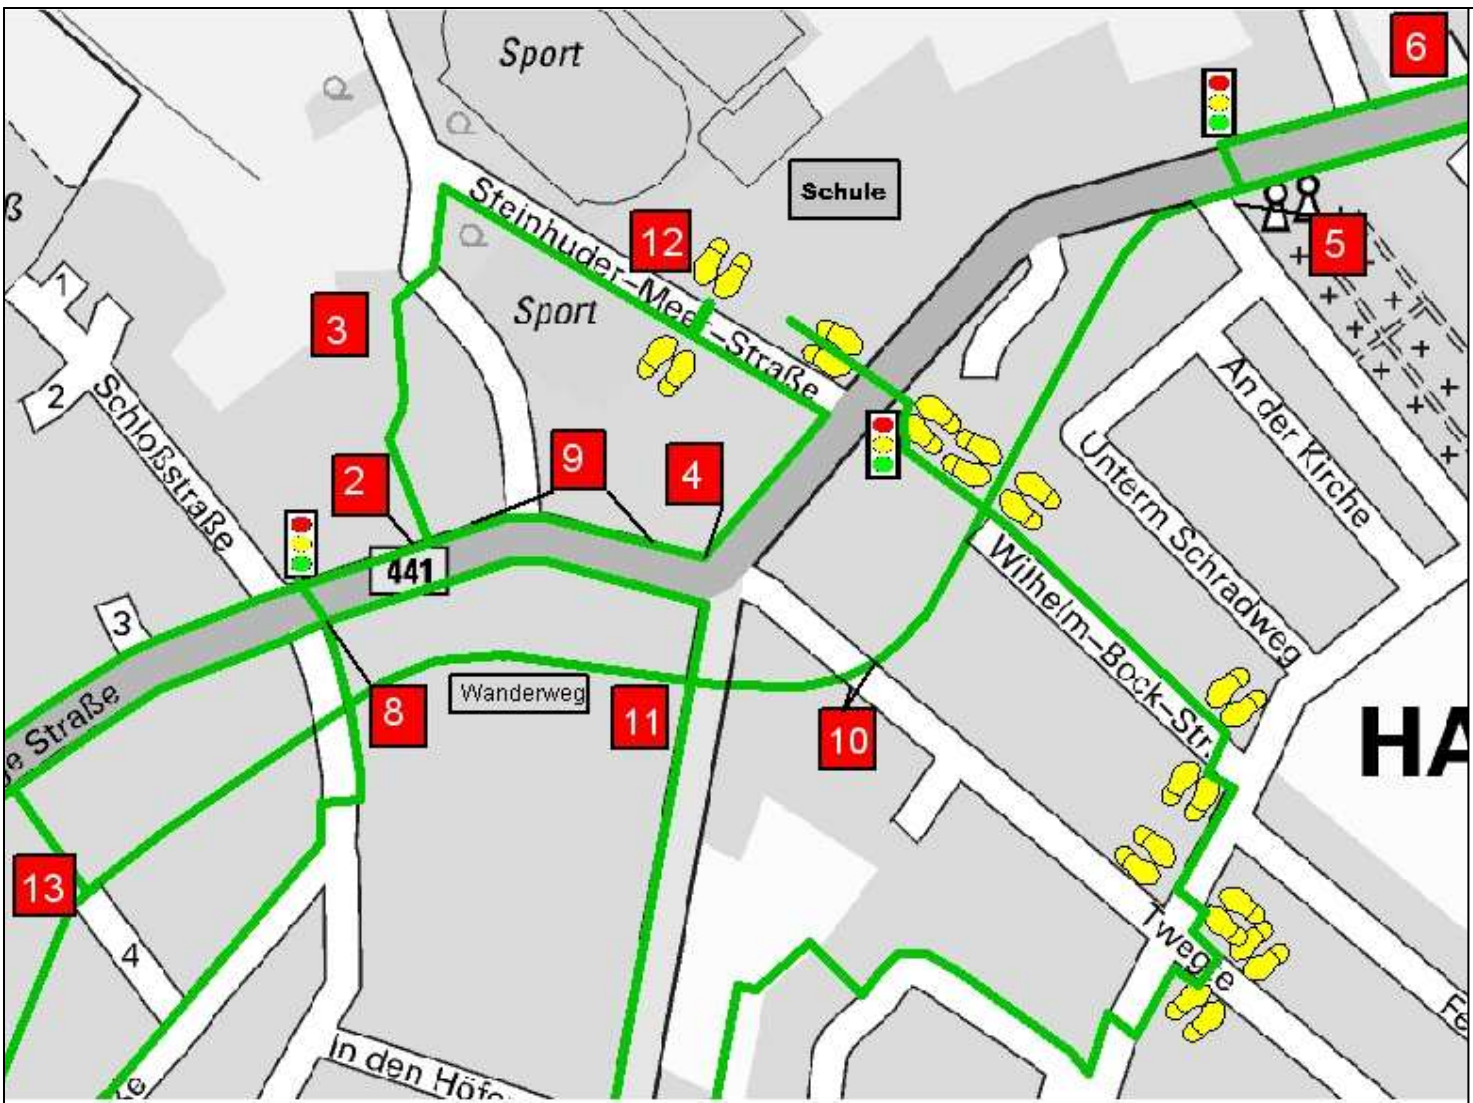 Sport
6
Schule
ß
Steinhuder-Meer-Straße
12
5
1
3
Sport
2
An der Kirche
Schloßstraße
9
4
2
Unterm Schradweg
441
Wilhelm-Bock-Str.
3
Wanderweg
8
11
10
HA
Straße
13
Twegte
4
in den Höfe